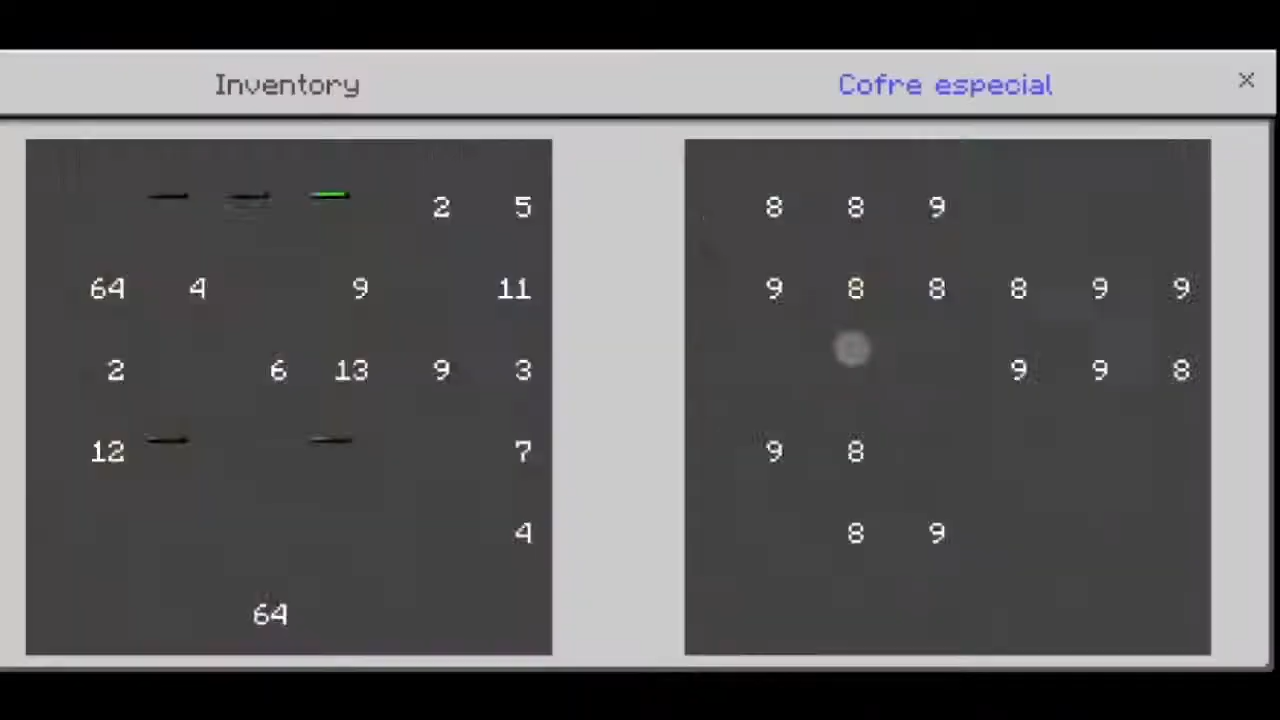 Inventory
Cofre especial
×
2 5
64 4 9 11
2 6 13 9 3
12 7
4
64
8 8 9
9 8 8 8 9 9
9 9 8
9 8
8 9